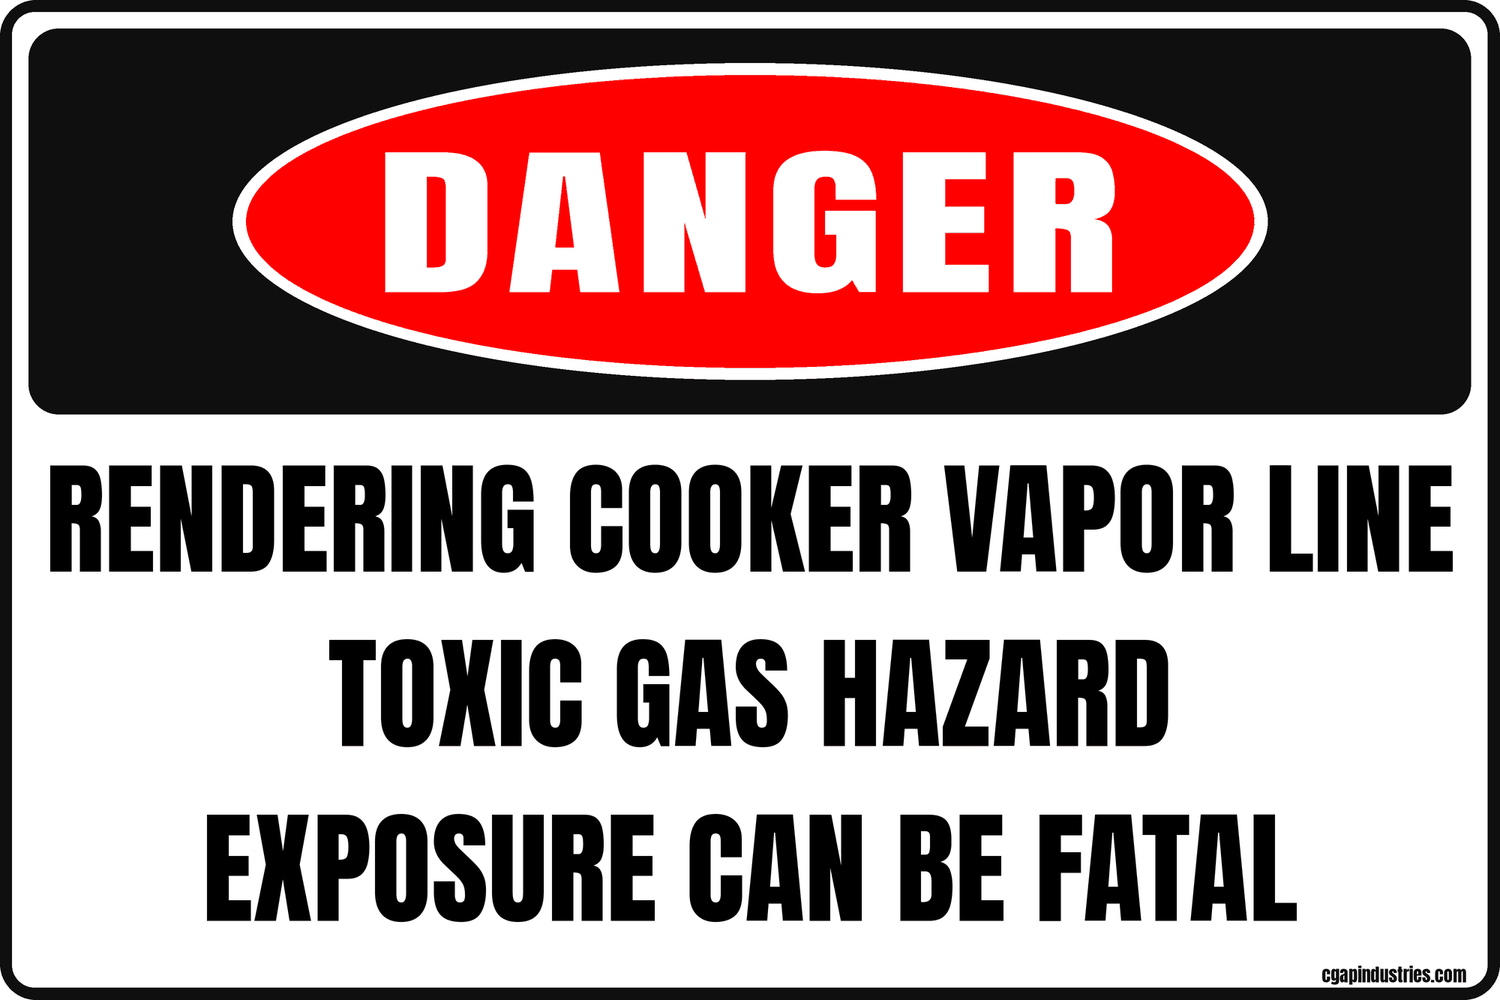 DANGER
RENDERING COOKER VAPOR LINE
TOXIC GAS HAZARD
EXPOSURE CAN BE FATAL
cgapindustries.com